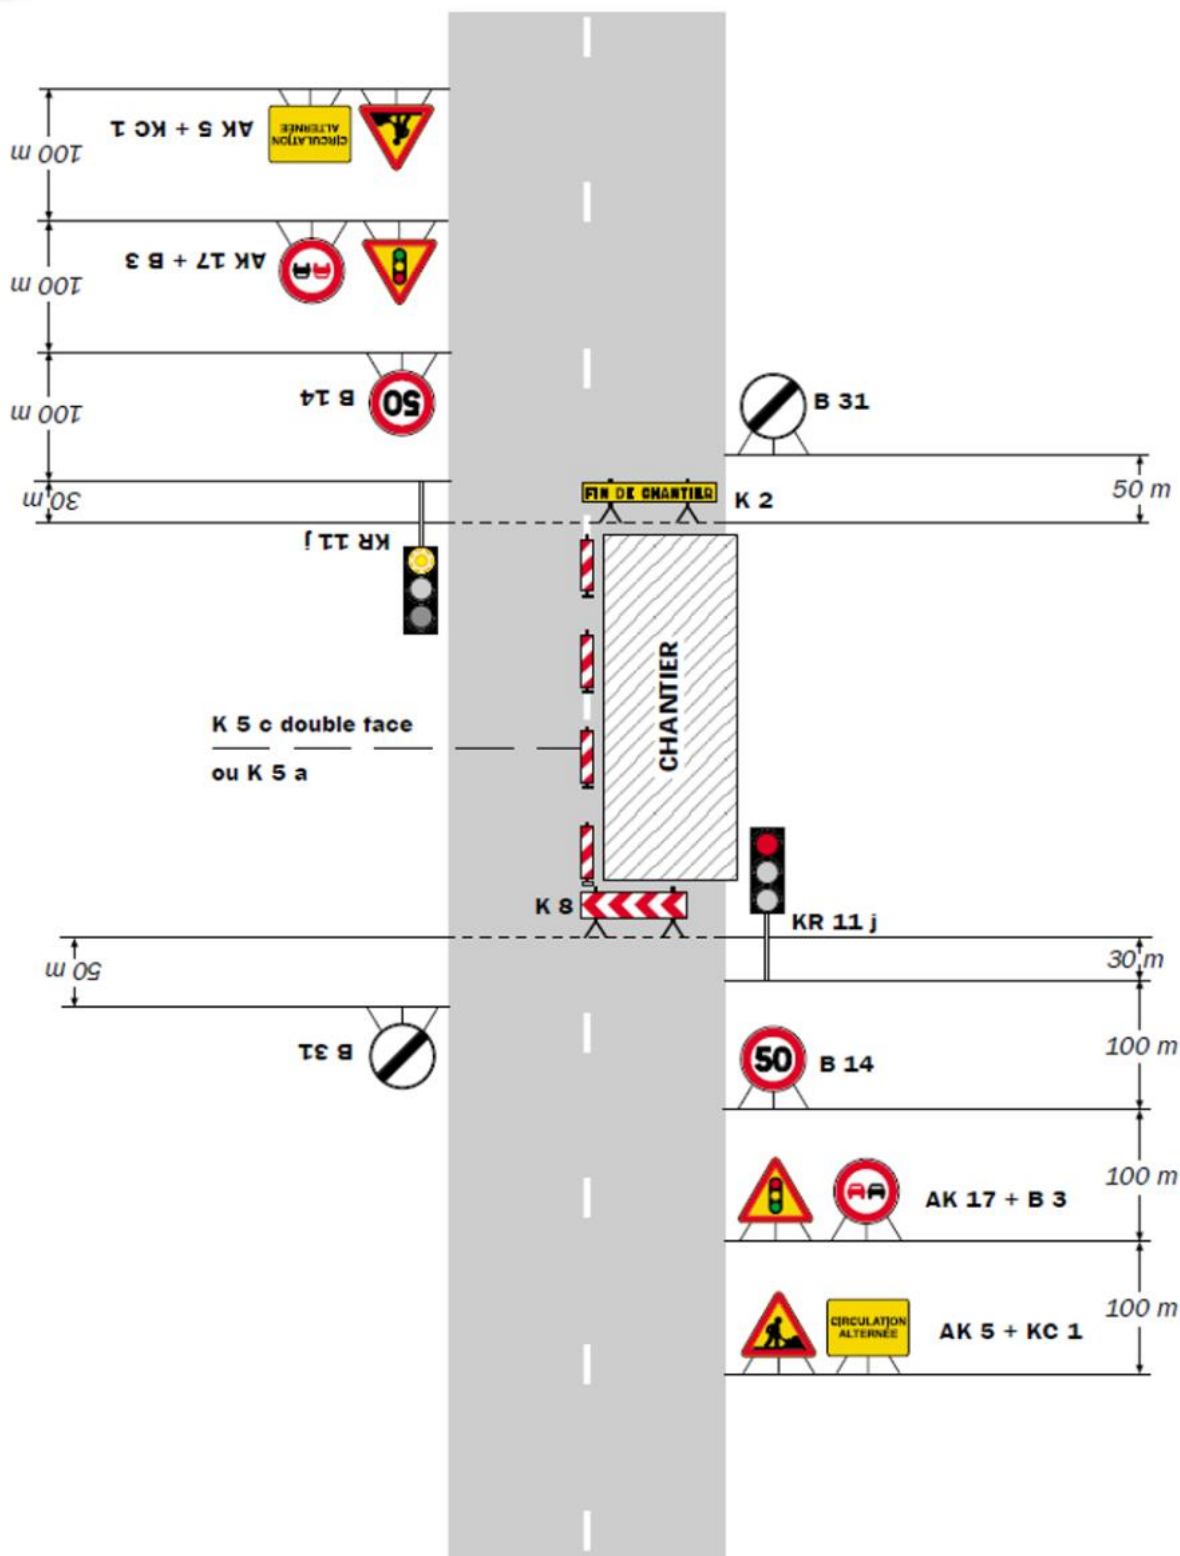 AK 5 + KC 1
CIRCULATION
ALTERNÉE
100 m
AK 17 + B 3
100 m
B 14
50
100 m
B 31
30 m
FIN DE CHANTIER
K 2
50 m
KR 11 j
CHANTIER
K 5 c double face
ou K 5 a
K 8
KR 11 j
50 m
30 m
B 31
50
B 14
100 m
AK 17 + B 3
100 m
CIRCULATION
ALTERNÉE
AK 5 + KC 1
100 m